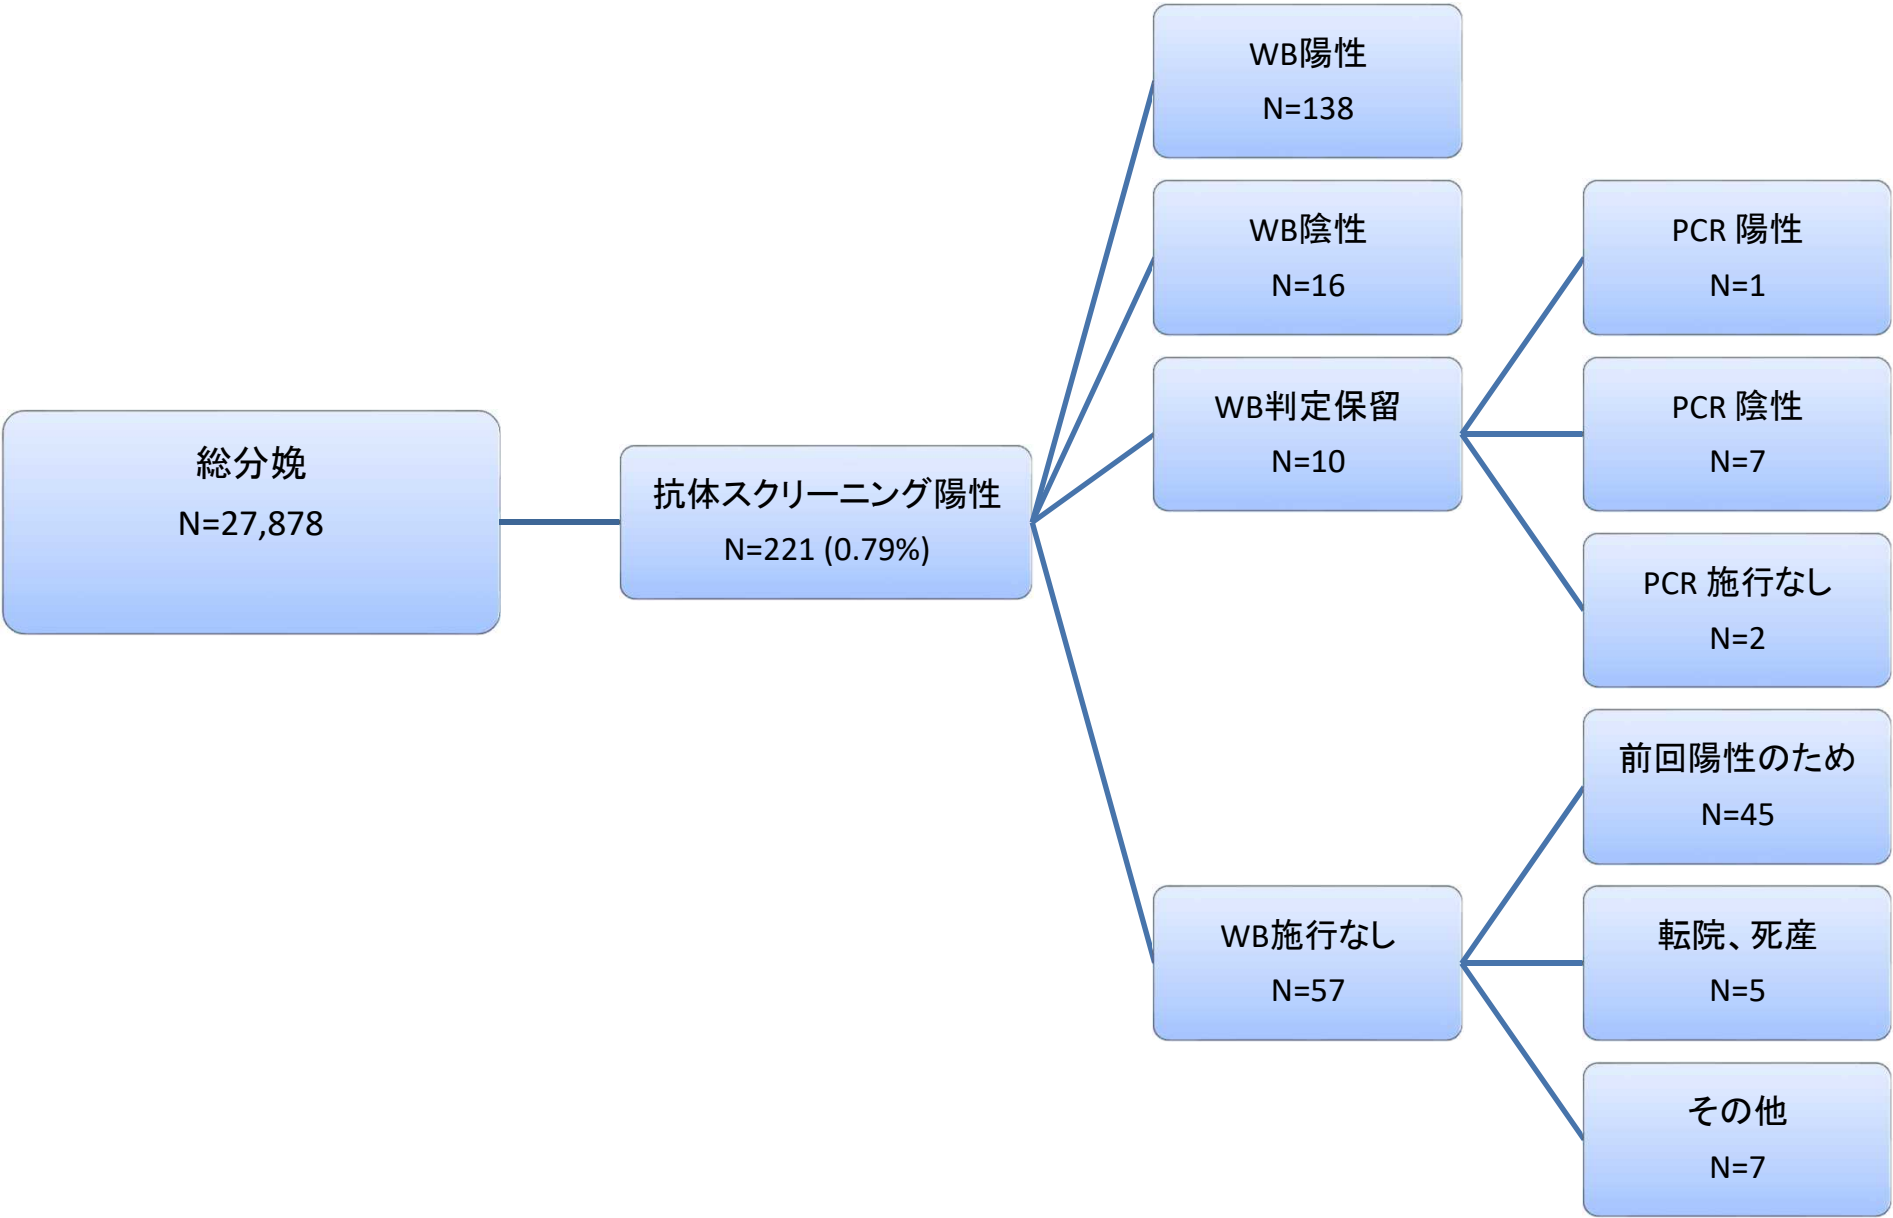 総分娩
N=27,878
抗体スクリーニング陽性
N=221 (0.79%)
WB陽性
N=138
WB陰性
N=16
WB判定保留
N=10
PCR 陽性
N=1
PCR 陰性
N=7
PCR 施行なし
N=2
WB施行なし
N=57
前回陽性のため
N=45
転院、死産
N=5
その他
N=7